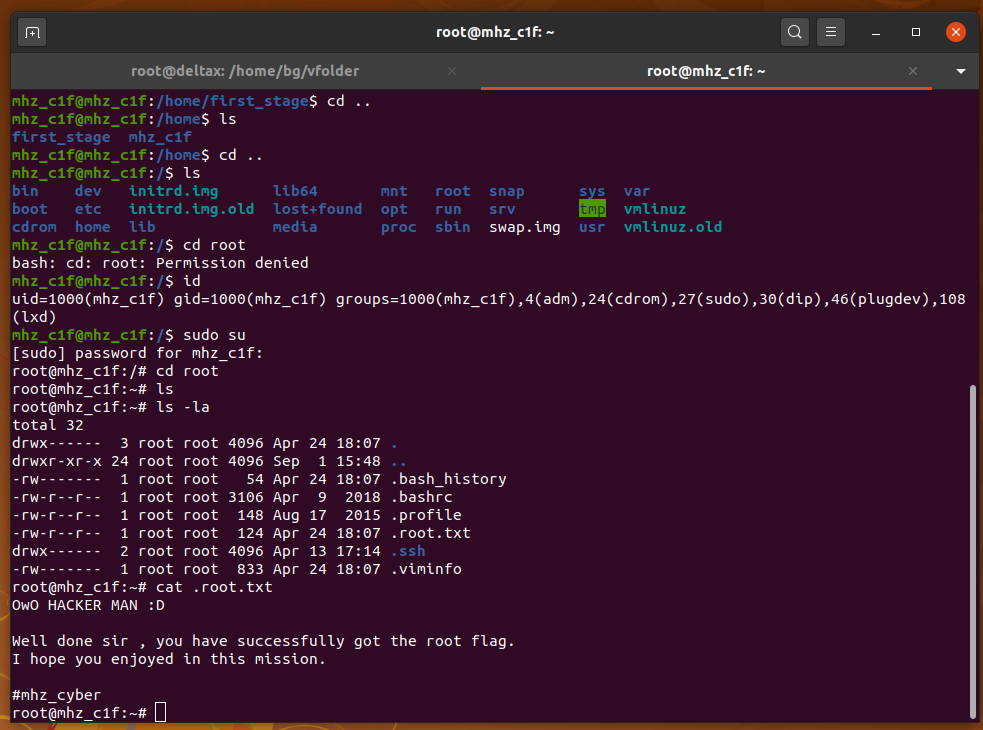 root@mhz_c1f: ~
root@deltax: /home/bg/vfolder
root@mhz_c1f: ~
mhz_c1f@mhz_c1f:/home/first_stage$ cd ..
mhz_c1f@mhz_c1f:/home$ ls
first_stage  mhz_c1f
mhz_c1f@mhz_c1f:/home$ cd ..
mhz_c1f@mhz_c1f:/$ ls
bin    dev   initrd.img      lib64       mnt   root  snap      sys  var
boot   etc   initrd.img.old  lost+found  opt   run   srv       tmp  vmlinuz
cdrom  home  lib             media       proc  sbin  swap.img  usr  vmlinuz.old
mhz_c1f@mhz_c1f:/$ cd root
bash: cd: root: Permission denied
mhz_c1f@mhz_c1f:/$ id
uid=1000(mhz_c1f) gid=1000(mhz_c1f) groups=1000(mhz_c1f),4(adm),24(cdrom),27(sudo),30(dip),46(plugdev),108
(lxd)
mhz_c1f@mhz_c1f:/$ sudo su
[sudo] password for mhz_c1f:
root@mhz_c1f:/# cd root
root@mhz_c1f:~# ls
root@mhz_c1f:~# ls -la
total 32
drwx------  3 root root 4096 Apr 24 18:07 .
drwxr-xr-x 24 root root 4096 Sep  1 15:48 ..
-rw-------  1 root root   54 Apr 24 18:07 .bash_history
-rw-r--r--  1 root root 3106 Apr  9  2018 .bashrc
-rw-r--r--  1 root root  148 Aug 17  2015 .profile
-rw-r--r--  1 root root  124 Apr 24 18:07 .root.txt
drwx------  2 root root 4096 Apr 13 17:14 .ssh
-rw-------  1 root root  833 Apr 24 18:07 .viminfo
root@mhz_c1f:~# cat .root.txt
OwO HACKER MAN :D
Well done sir , you have successfully got the root flag.
I hope you enjoyed in this mission.
#mhz_cyber
root@mhz_c1f:~#